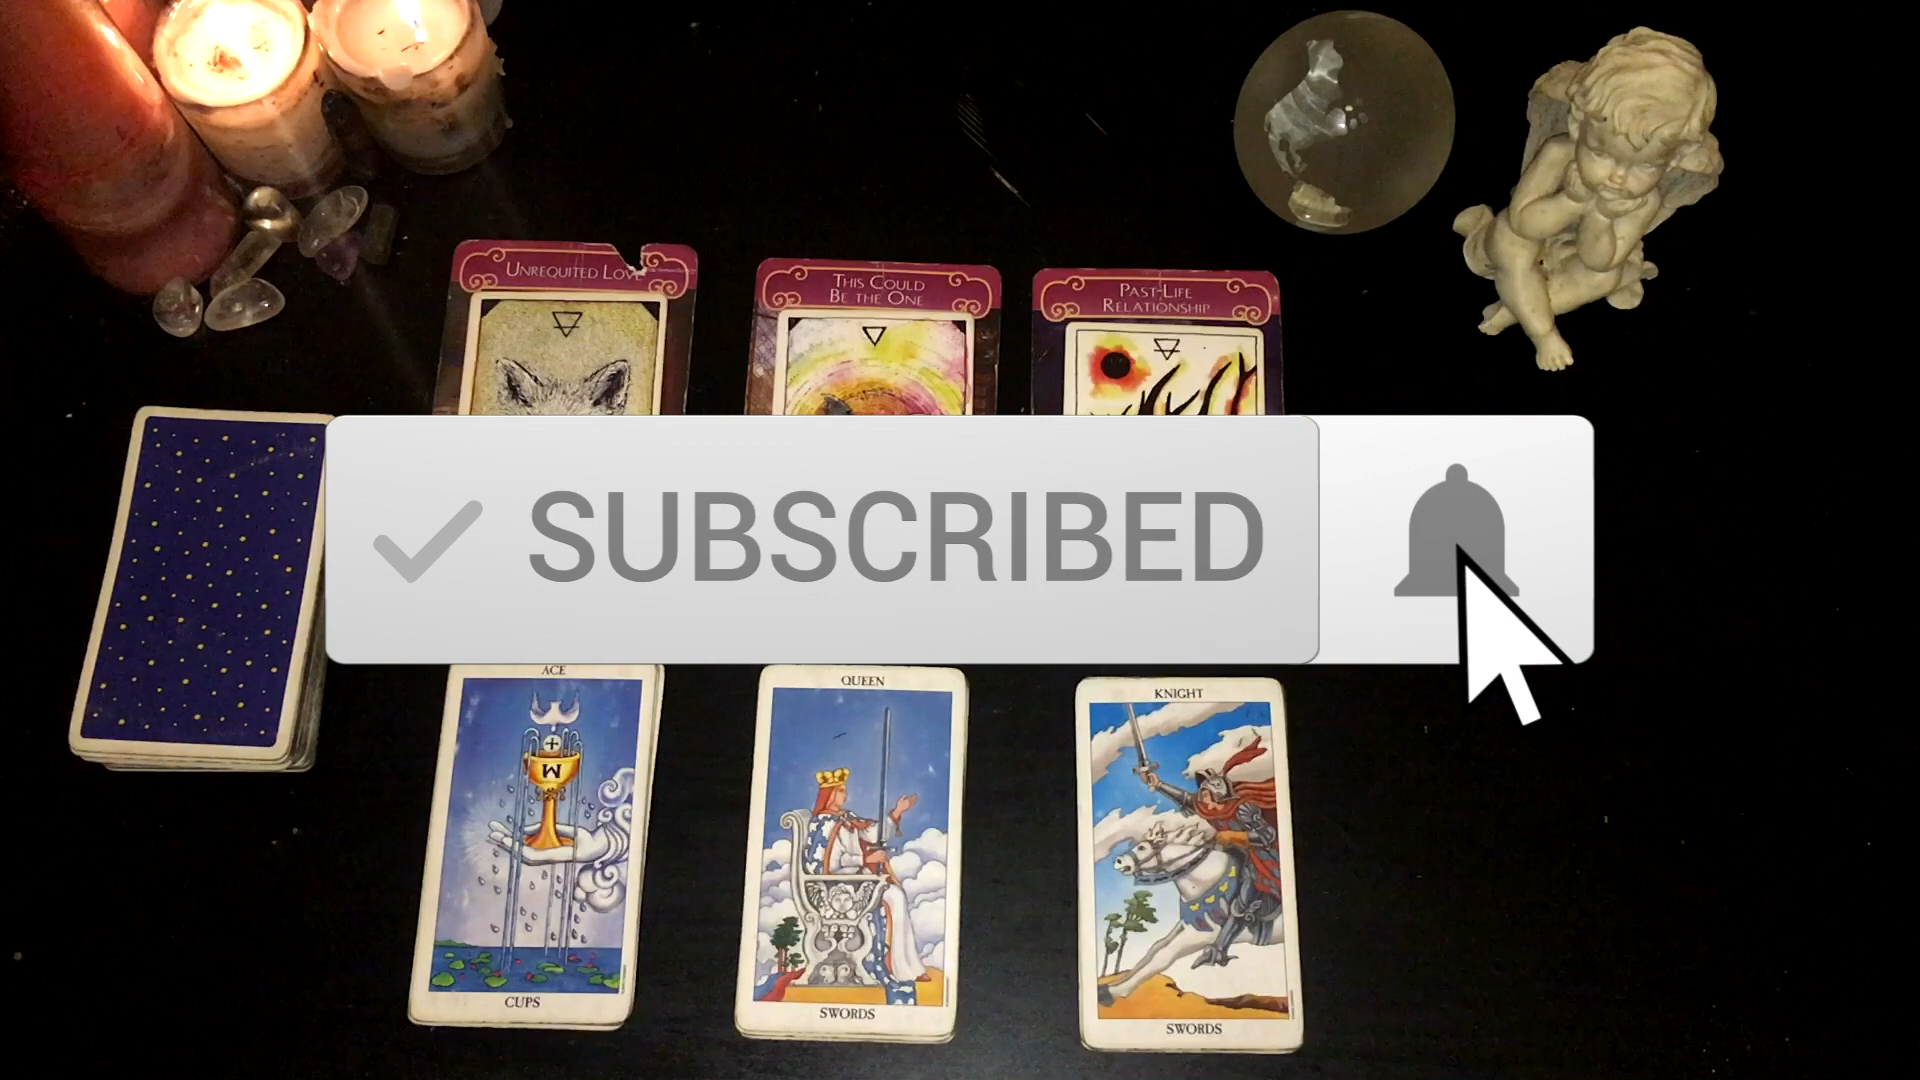 UNREQUITED LOVE
THIS COULD
BE THE ONE
PAST-LIFE
RELATIONSHIP
SUBSCRIBED
ACE
QUEEN
KNIGHT
W
CUPS
SWORDS
SWORDS